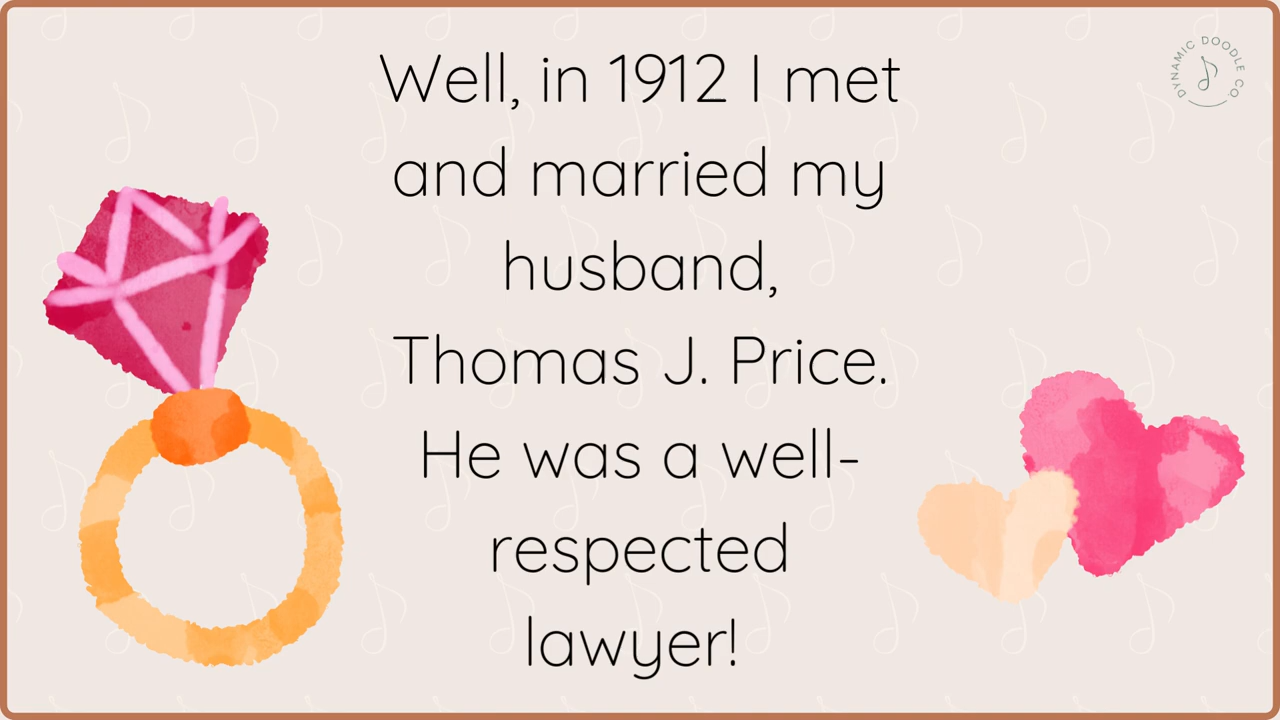 Well, in 1912 I met
and married my
husband,
Thomas J. Price.
He was a well-
respected
lawyer!
DYNAMIC DOODLE CO